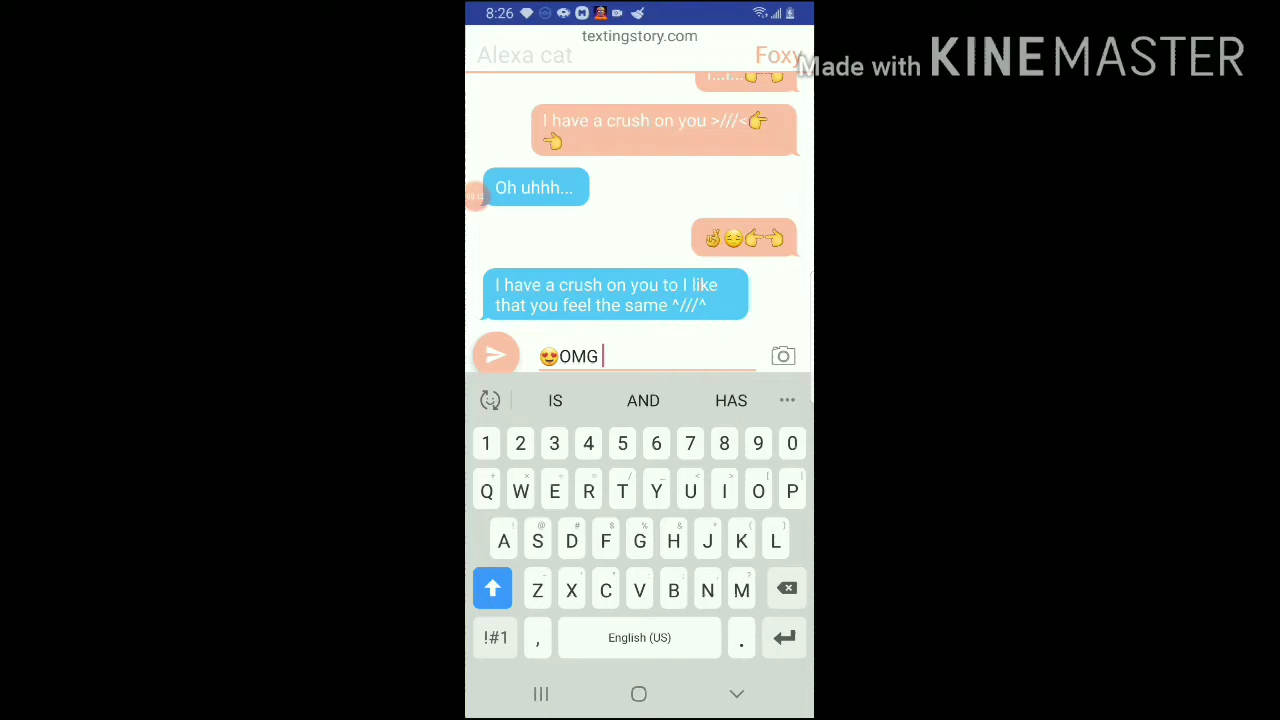 8:26
textingstory.com
Alexa cat
Foxy
Made with KINEMASTER
I...I...👉👈
I have a crush on you >///<👉
👈
Oh uhhh...
🤞😔👉👈
I have a crush on you to I like
that you feel the same ^///^
😍OMG
IS AND HAS
1 2 3 4 5 6 7 8 9 0
Q W E R T Y U I O P
A S D F G H J K L
Z X C V B N M
!#1 , English (US) .